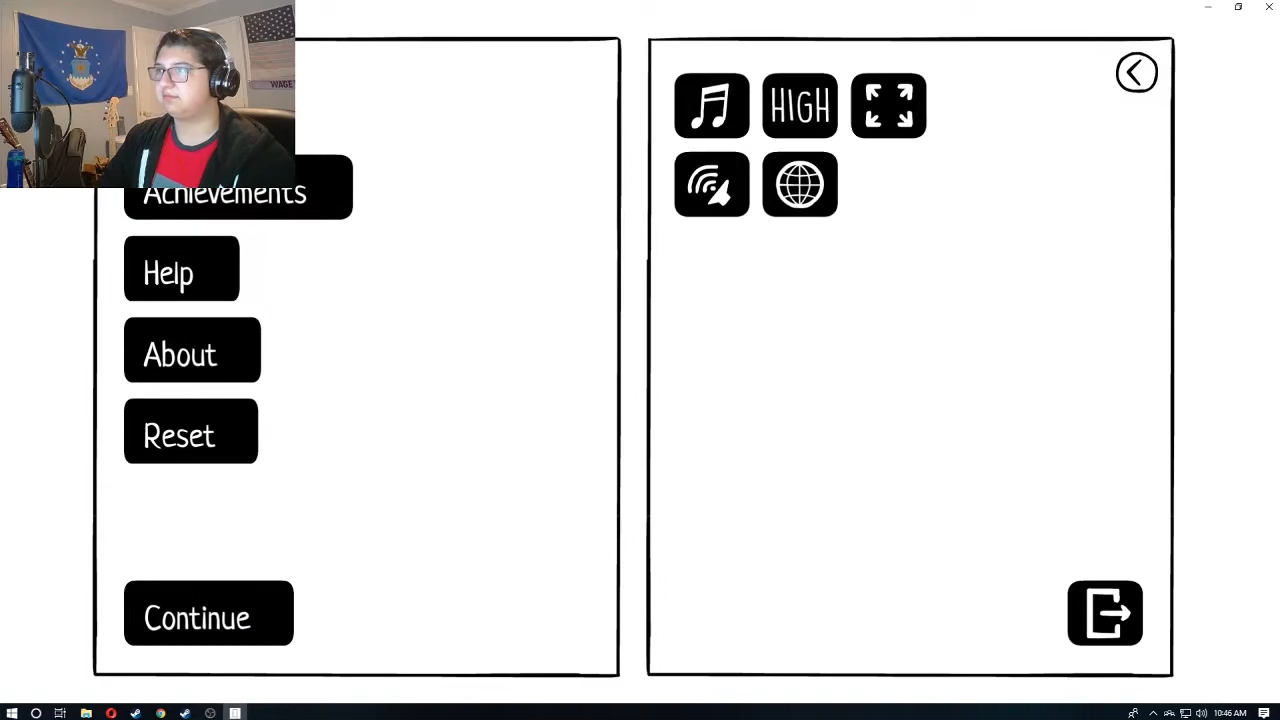 WAGE
HIGH
Achievements
Help
About
Reset
Continue
10:46 AM